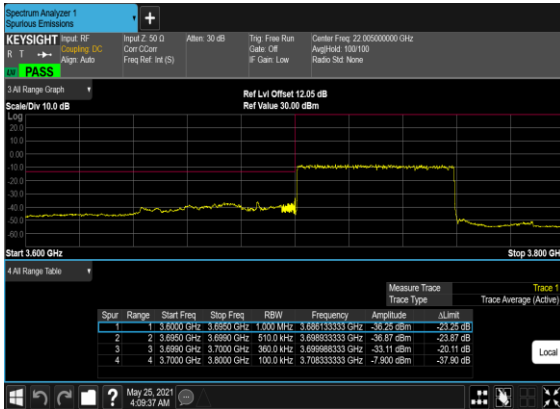 Spectrum Analyzer 1
Spurious Emissions
KEYSIGHT Input: RF Input Z: 50 Ω Atten: 30 dB Trig: Free Run Center Freq: 22.005000000 GHz
R T Coupling: DC Corr CCorr Gate: Off Avg|Hold: 100/100
Align: Auto Freq Ref: Int (S) IF Gain: Low Radio Std: None
LW PASS
3 All Range Graph
Ref Lvl Offset 12.05 dB
Scale/Div 10.0 dB Ref Value 30.00 dBm
Log
20.0
10.0
0.00
-10.0
-20.0
-30.0
-40.0
-50.0
-60.0
Start 3.600 GHz Stop 3.800 GH
4 All Range Table
Measure Trace Trace 1
Trace Type Trace Average (Active)
Spur Range Start Freq Stop Freq RBW Frequency Amplitude ΔLimit
1 1 3.6000 GHz 3.6950 GHz 1.000 MHz 3.686133333 GHz -36.25 dBm -23.25 dB
2 2 3.6950 GHz 3.6990 GHz 510.0 kHz 3.698933333 GHz -36.87 dBm -23.87 dB
3 3 3.6990 GHz 3.7000 GHz 360.0 kHz 3.699988333 GHz -33.11 dBm -20.11 dB
4 4 3.7000 GHz 3.8000 GHz 100.0 kHz 3.708333333 GHz -7.900 dBm -37.90 dB
Local
May 25, 2021
4:09:37 AM